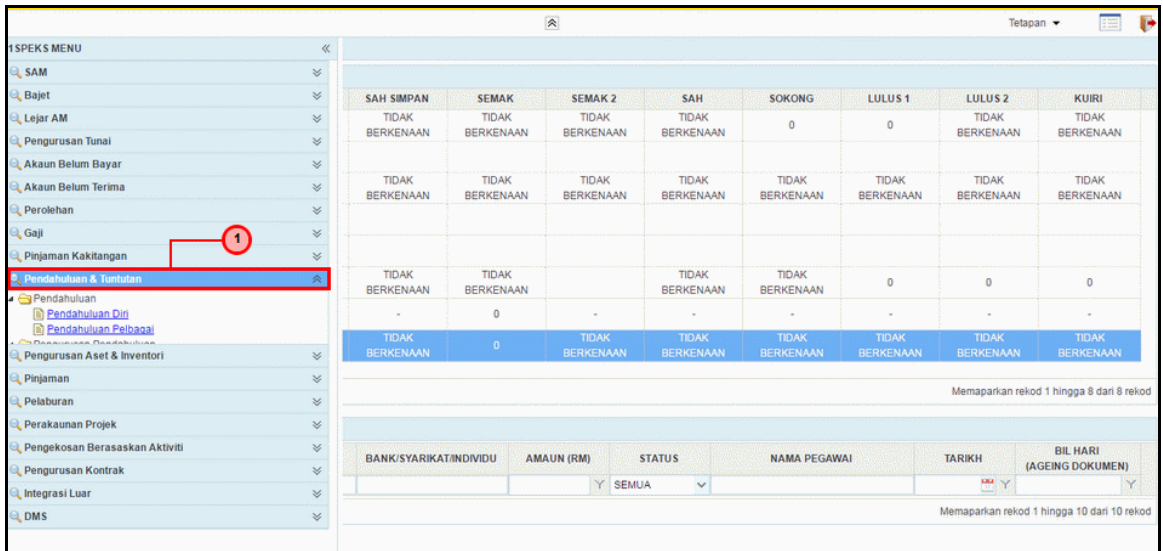 Tetapan
1SPEKS MENU
SAM
Bajet
Lejar AM
Pengurusan Tunai
Akaun Belum Bayar
Akaun Belum Terima
Perolehan
Gaji
1
Pinjaman Kakitangan
Pendahuluan & Tuntutan
Pendahuluan
Pendahuluan Diri
Pendahuluan Pelbagai
Pengurusan Pendahuluan
Pengurusan Aset & Inventori
Pinjaman
Pelaburan
Perakaunan Projek
Pengekosan Berasaskan Aktiviti
Pengurusan Kontrak
Integrasi Luar
DMS
SAH SIMPAN SEMAK SEMAK 2 SAH SOKONG LULUS 1 LULUS 2 KUIRI
TIDAK TIDAK TIDAK TIDAK 0 0 TIDAK TIDAK
BERKENAAN BERKENAAN BERKENAAN BERKENAAN BERKENAAN BERKENAAN
TIDAK TIDAK TIDAK TIDAK TIDAK TIDAK TIDAK TIDAK
BERKENAAN BERKENAAN BERKENAAN BERKENAAN BERKENAAN BERKENAAN BERKENAAN BERKENAAN
TIDAK TIDAK TIDAK TIDAK 0 0 0
BERKENAAN BERKENAAN BERKENAAN BERKENAAN
- 0 - - - - - -
TIDAK 0 TIDAK TIDAK TIDAK TIDAK TIDAK TIDAK
BERKENAAN BERKENAAN BERKENAAN BERKENAAN BERKENAAN BERKENAAN BERKENAAN
Memaparkan rekod 1 hingga 8 dari 8 rekod
BANK/SYARIKAT/INDIVIDU AMAUN (RM) STATUS NAMA PEGAWAI TARIKH BIL HARI
(AGEING DOKUMEN)
SEMUA
Memaparkan rekod 1 hingga 10 dari 10 rekod